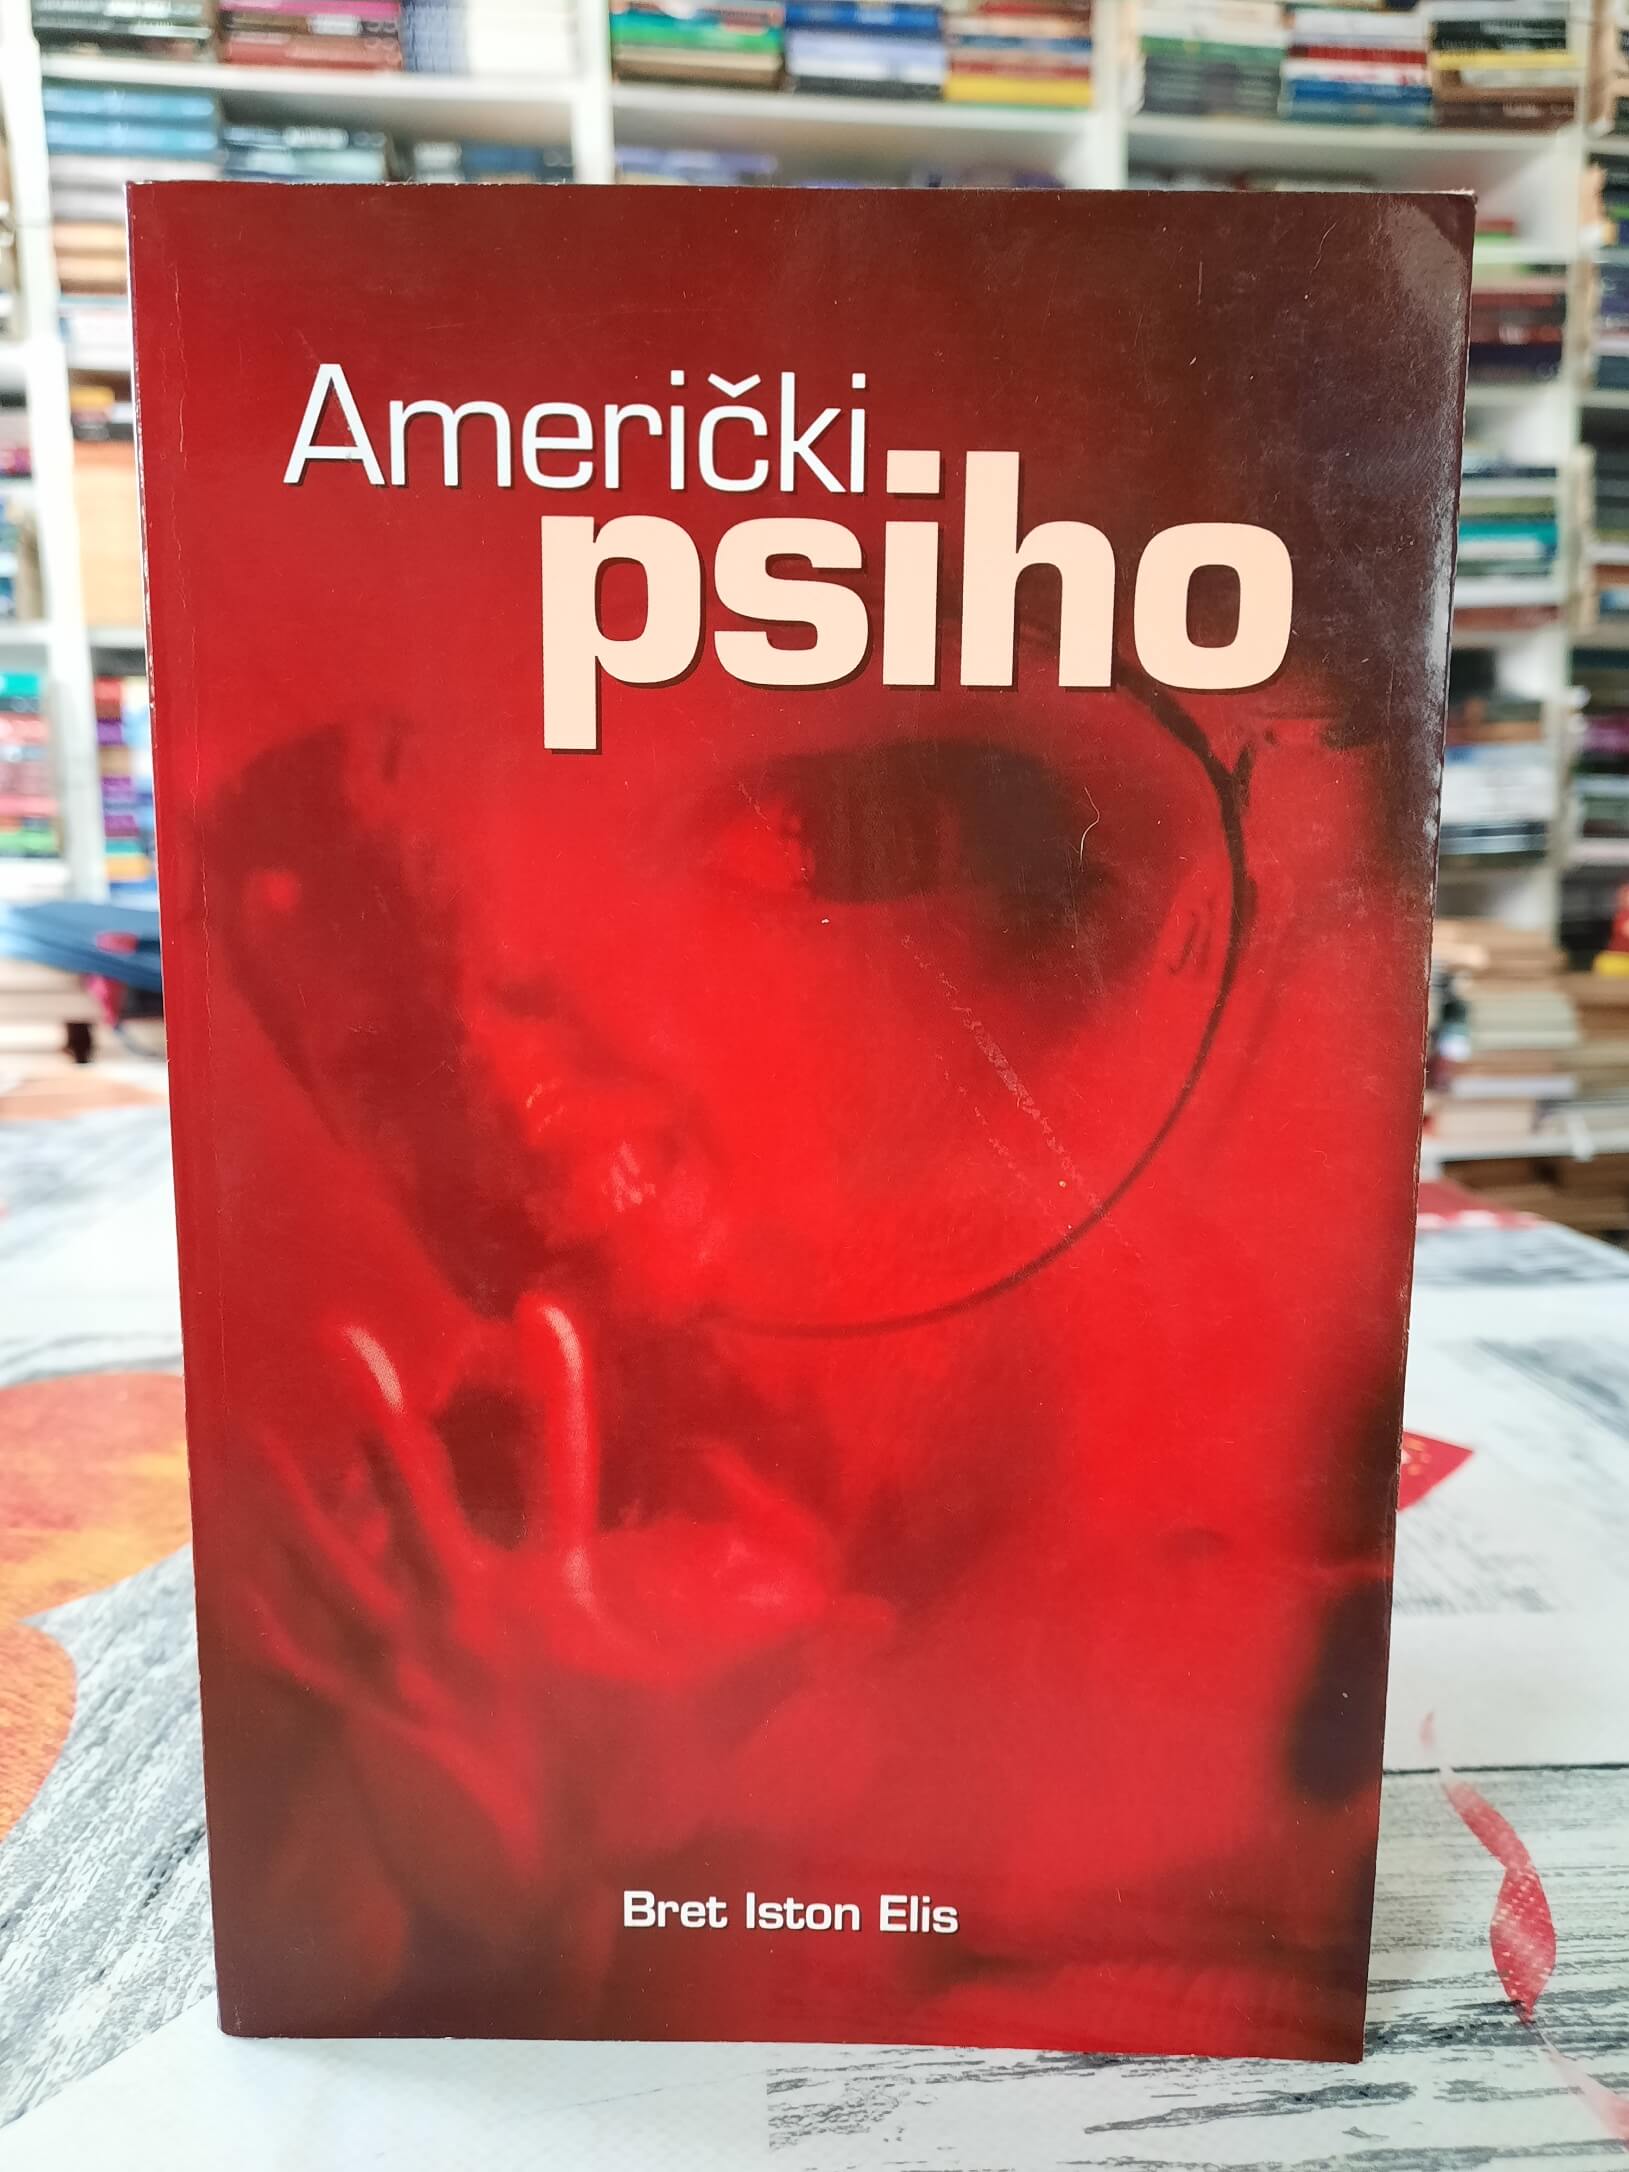 Američki
psiho
Bret Iston Elis